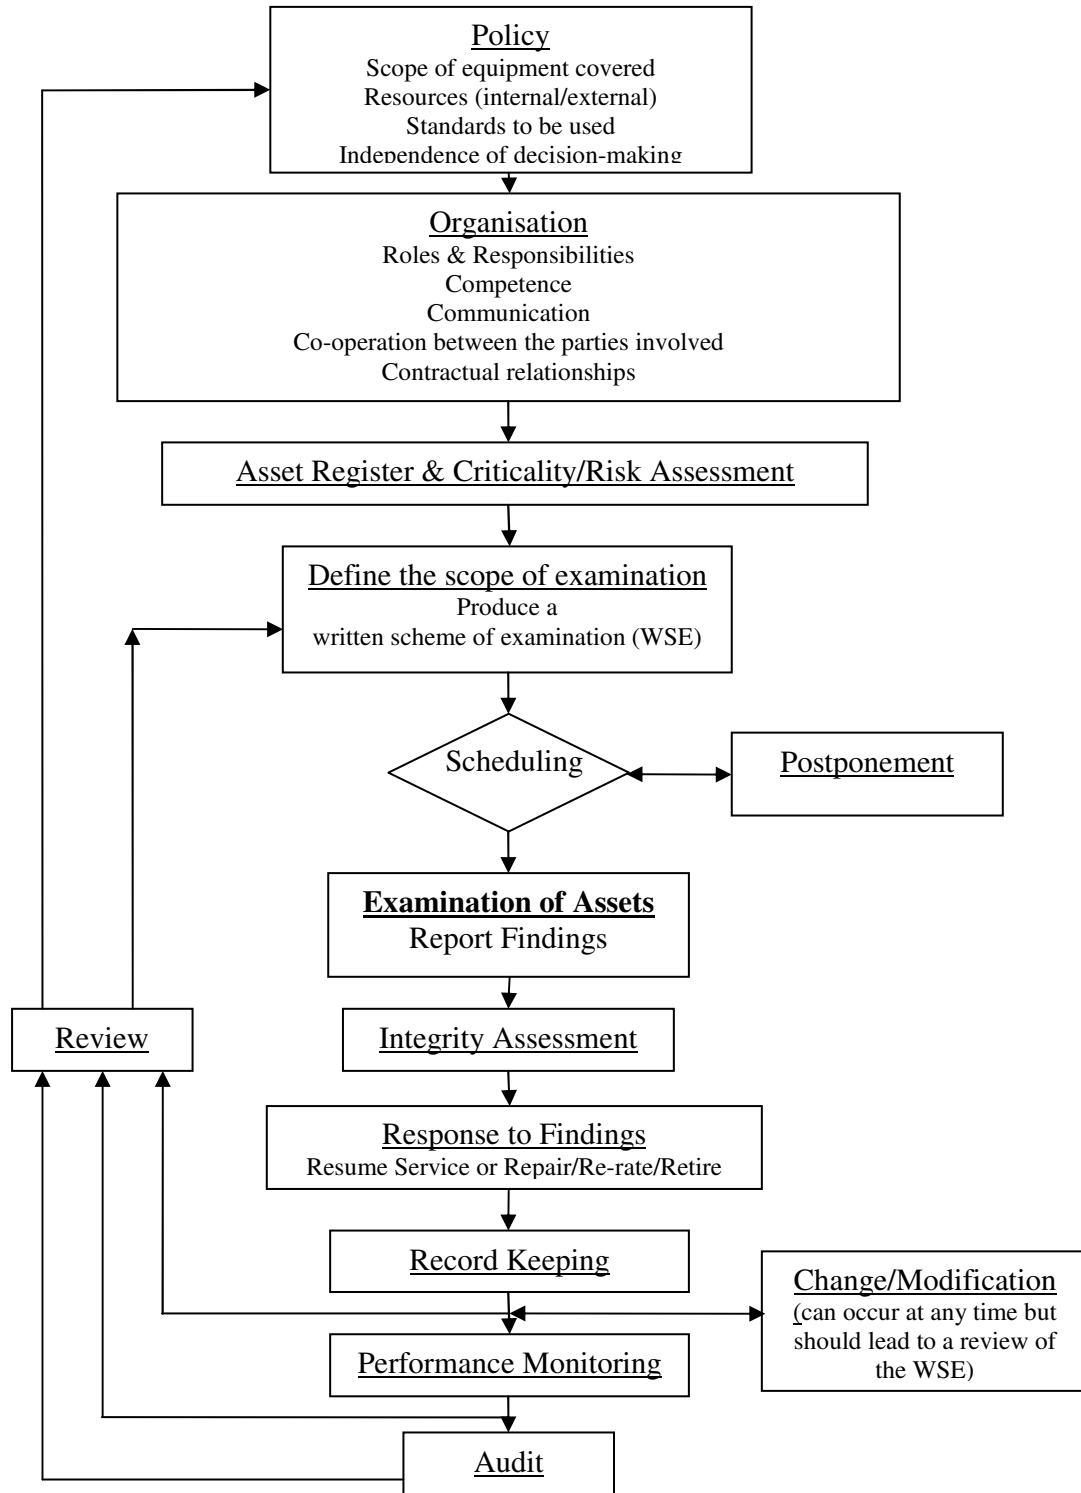 Policy
Scope of equipment covered
Resources (internal/external)
Standards to be used
Independence of decision-making
Organisation
Roles & Responsibilities
Competence
Communication
Co-operation between the parties involved
Contractual relationships
Asset Register & Criticality/Risk Assessment
Define the scope of examination
Produce a
written scheme of examination (WSE)
Scheduling
Postponement
Examination of Assets
Report Findings
Review
Integrity Assessment
Response to Findings
Resume Service or Repair/Re-rate/Retire
Record Keeping
Change/Modification
(can occur at any time but
should lead to a review of
the WSE)
Performance Monitoring
Audit